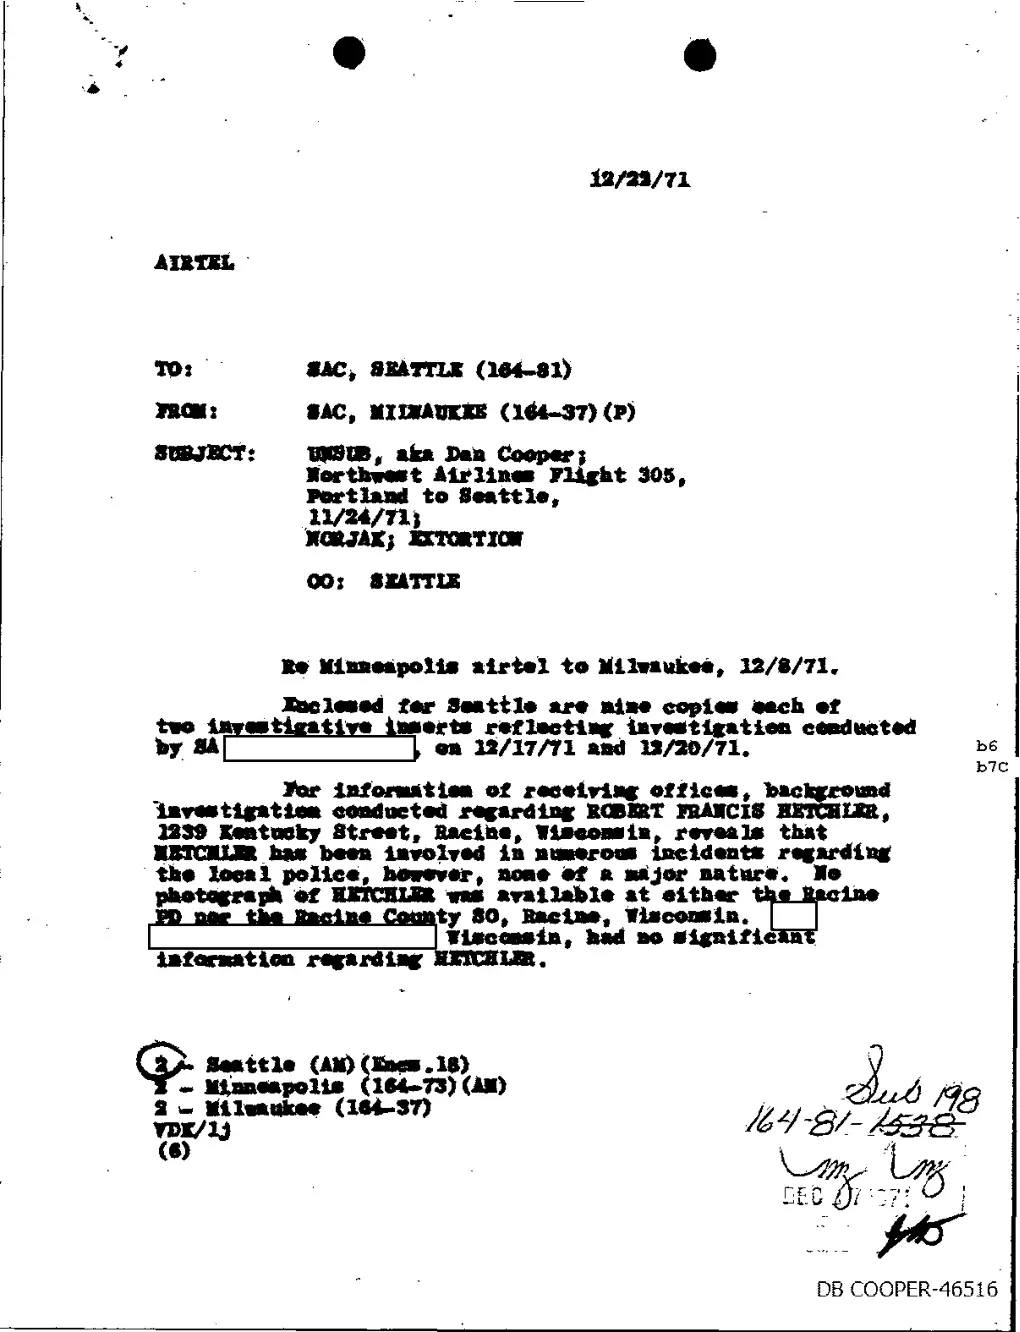 12/22/71
AIRTEL
TO: SAC, SEATTLE (164-81)
FROM: SAC, MILWAUKEE (164-37)(P)
SUBJECT: UNSUB, aka Dan Cooper;
Northwest Airlines Flight 305,
Portland to Seattle,
11/24/71;
NORJAK; EXTORTION
OO: SEATTLE
Re Minneapolis airtel to Milwaukee, 12/8/71.
Enclosed for Seattle are nine copies each of
two investigative inserts reflecting investigation conducted
by SA , on 12/17/71 and 12/20/71.
b6
b7C
For information of receiving offices, background
investigation conducted regarding ROBERT FRANCIS HETCHLER,
1239 Kentucky Street, Racine, Wisconsin, reveals that
HETCHLER has been involved in numerous incidents regarding
the local police, however, none of a major nature. No
photograph of HETCHLER was available at either the Racine
PD nor the Racine County SO, Racine, Wisconsin.
Wisconsin, had no significant
information regarding HETCHLER.
2 - Seattle (AM)(Encs.18)
2 - Minneapolis (164-73)(AM)
2 - Milwaukee (164-37)
VDK/lj
(6)
Sub 198
164-81-1538
DEC
DB COOPER-46516